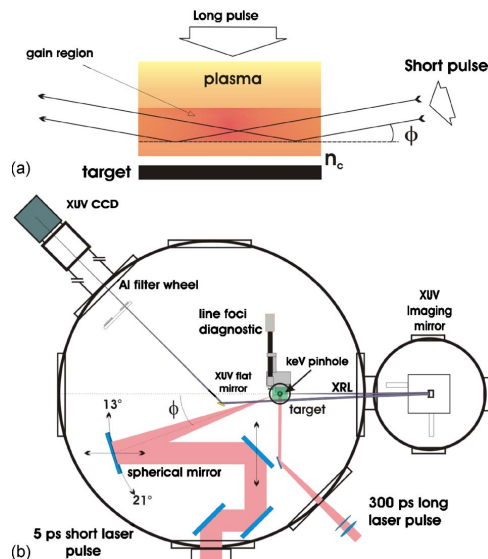 Long pulse
gain region
plasma
Short pulse
ϕ
n_c
(a)
target
XUV CCD
Al filter wheel
line foci
diagnostic
XUV
Imaging
mirror
keV pinhole
XUV flat
mirror
XRL
target
ϕ
13°
spherical mirror
21°
5 ps short laser
pulse
300 ps long
laser pulse
(b)